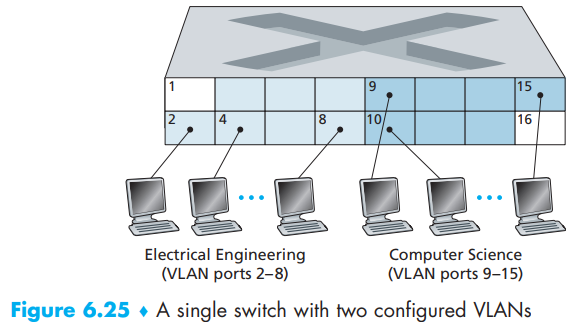 1 9 15
2 4 8 10 16
Electrical Engineering
(VLAN ports 2–8)
Computer Science
(VLAN ports 9–15)
Figure 6.25 ♦ A single switch with two configured VLANs